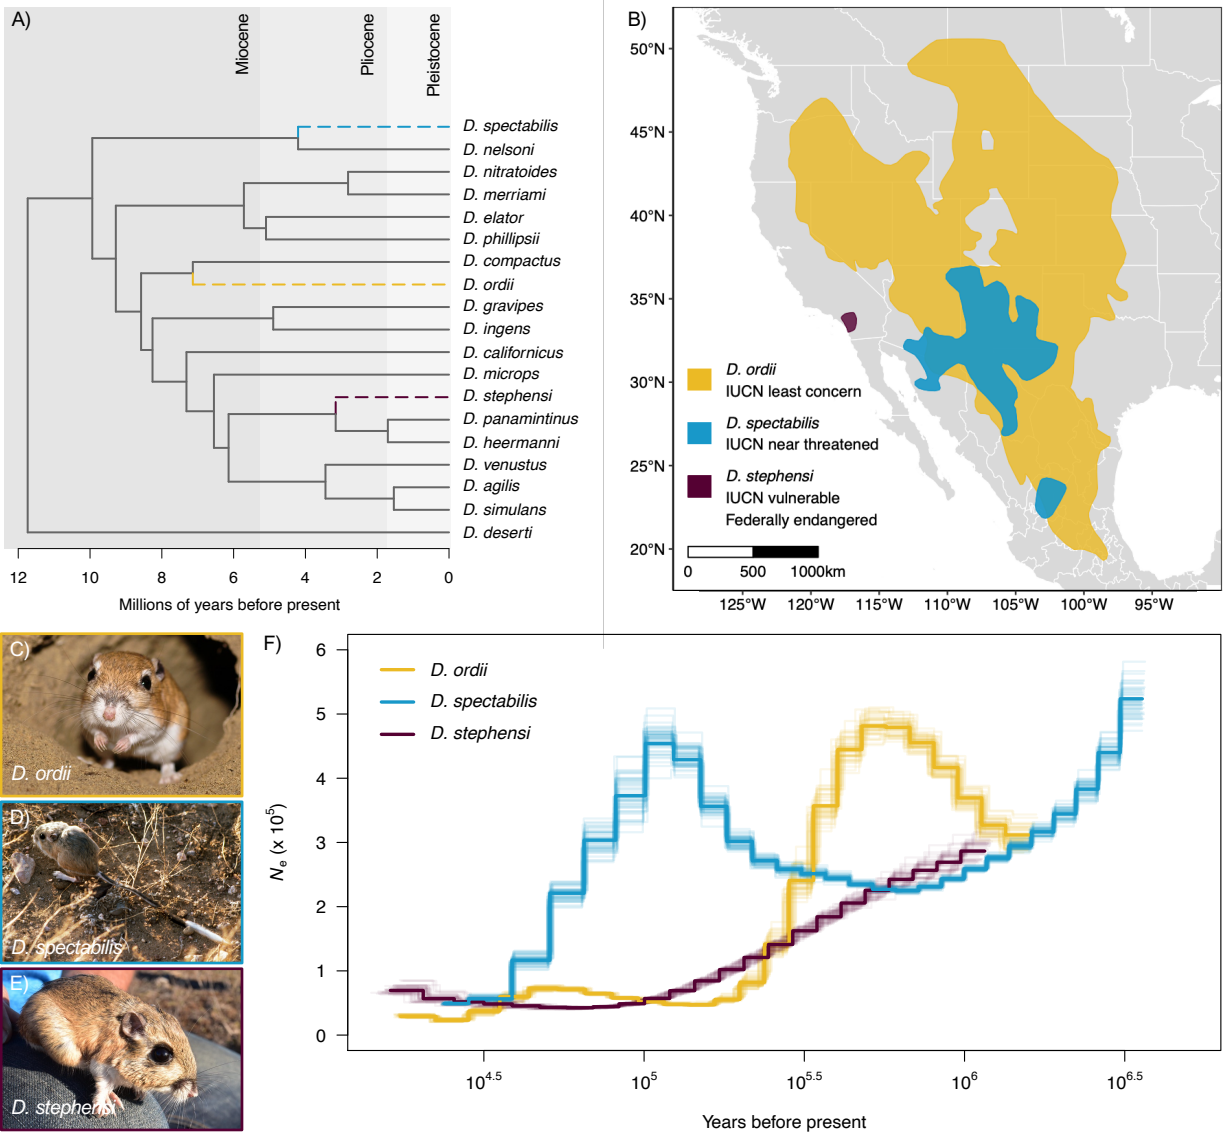 A)
Miocene
Pliocene
Pleistocene
D. spectabilis
D. nelsoni
D. nitratoides
D. merriami
D. elator
D. phillipsii
D. compactus
D. ordii
D. gravipes
D. ingens
D. californicus
D. microps
D. stephensi
D. panamintinus
D. heermanni
D. venustus
D. agilis
D. simulans
D. deserti
12 10 8 6 4 2 0
Millions of years before present
B)
50°N
45°N
40°N
35°N
30°N
25°N
20°N
D. ordii
IUCN least concern
D. spectabilis
IUCN near threatened
D. stephensi
IUCN vulnerable
Federally endangered
0 500 1000km
125°W 120°W 115°W 110°W 105°W 100°W 95°W
C)
D. ordii
D)
D. spectabilis
E)
D. stephensi
F)
D. ordii
D. spectabilis
D. stephensi
6
5
4
3
2
1
0
Ne (x 10^5)
10^4.5 10^5 10^5.5 10^6 10^6.5
Years before present